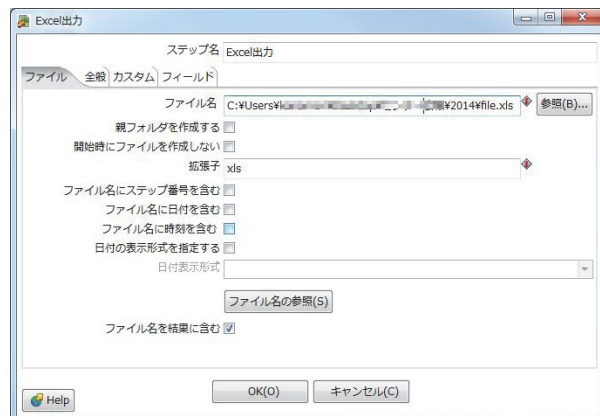 Excel出力
ステップ名 Excel出力
ファイル 全般 カスタム フィールド
ファイル名 C:¥Users¥ ¥2014¥file.xls 参照(B)...
親フォルダを作成する
開始時にファイルを作成しない
拡張子 xls
ファイル名にステップ番号を含む
ファイル名に日付を含む
ファイル名に時刻を含む
日付の表示形式を指定する
日付表示形式
ファイル名の参照(S)
ファイル名を結果に含む
Help OK(O) キャンセル(C)